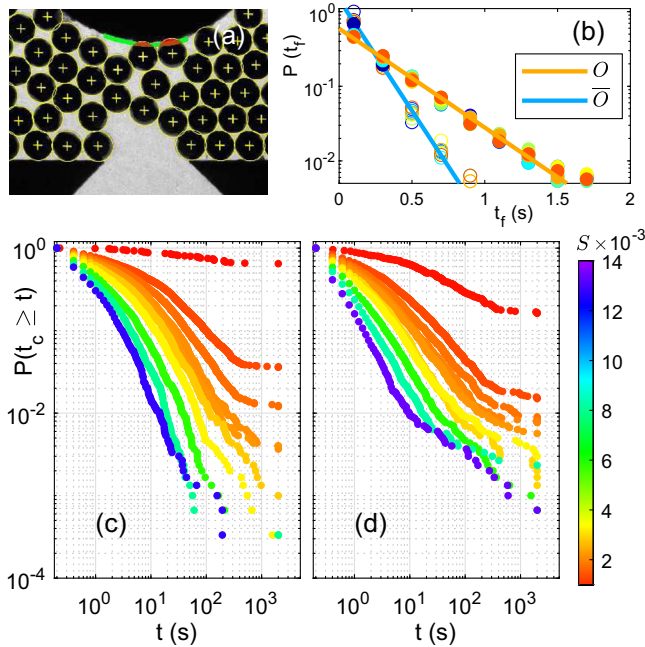 (a)
(b)
P (t_f)
10^0
10^-1
10^-2
0
0.5
1
1.5
2
t_f (s)
O
O̅
S × 10^-3
14
12
10
8
6
4
2
P(t_c ≥ t)
10^0
10^-2
10^-4
(c)
(d)
10^0 10^1 10^2 10^3
10^0 10^1 10^2 10^3
t (s)
t (s)